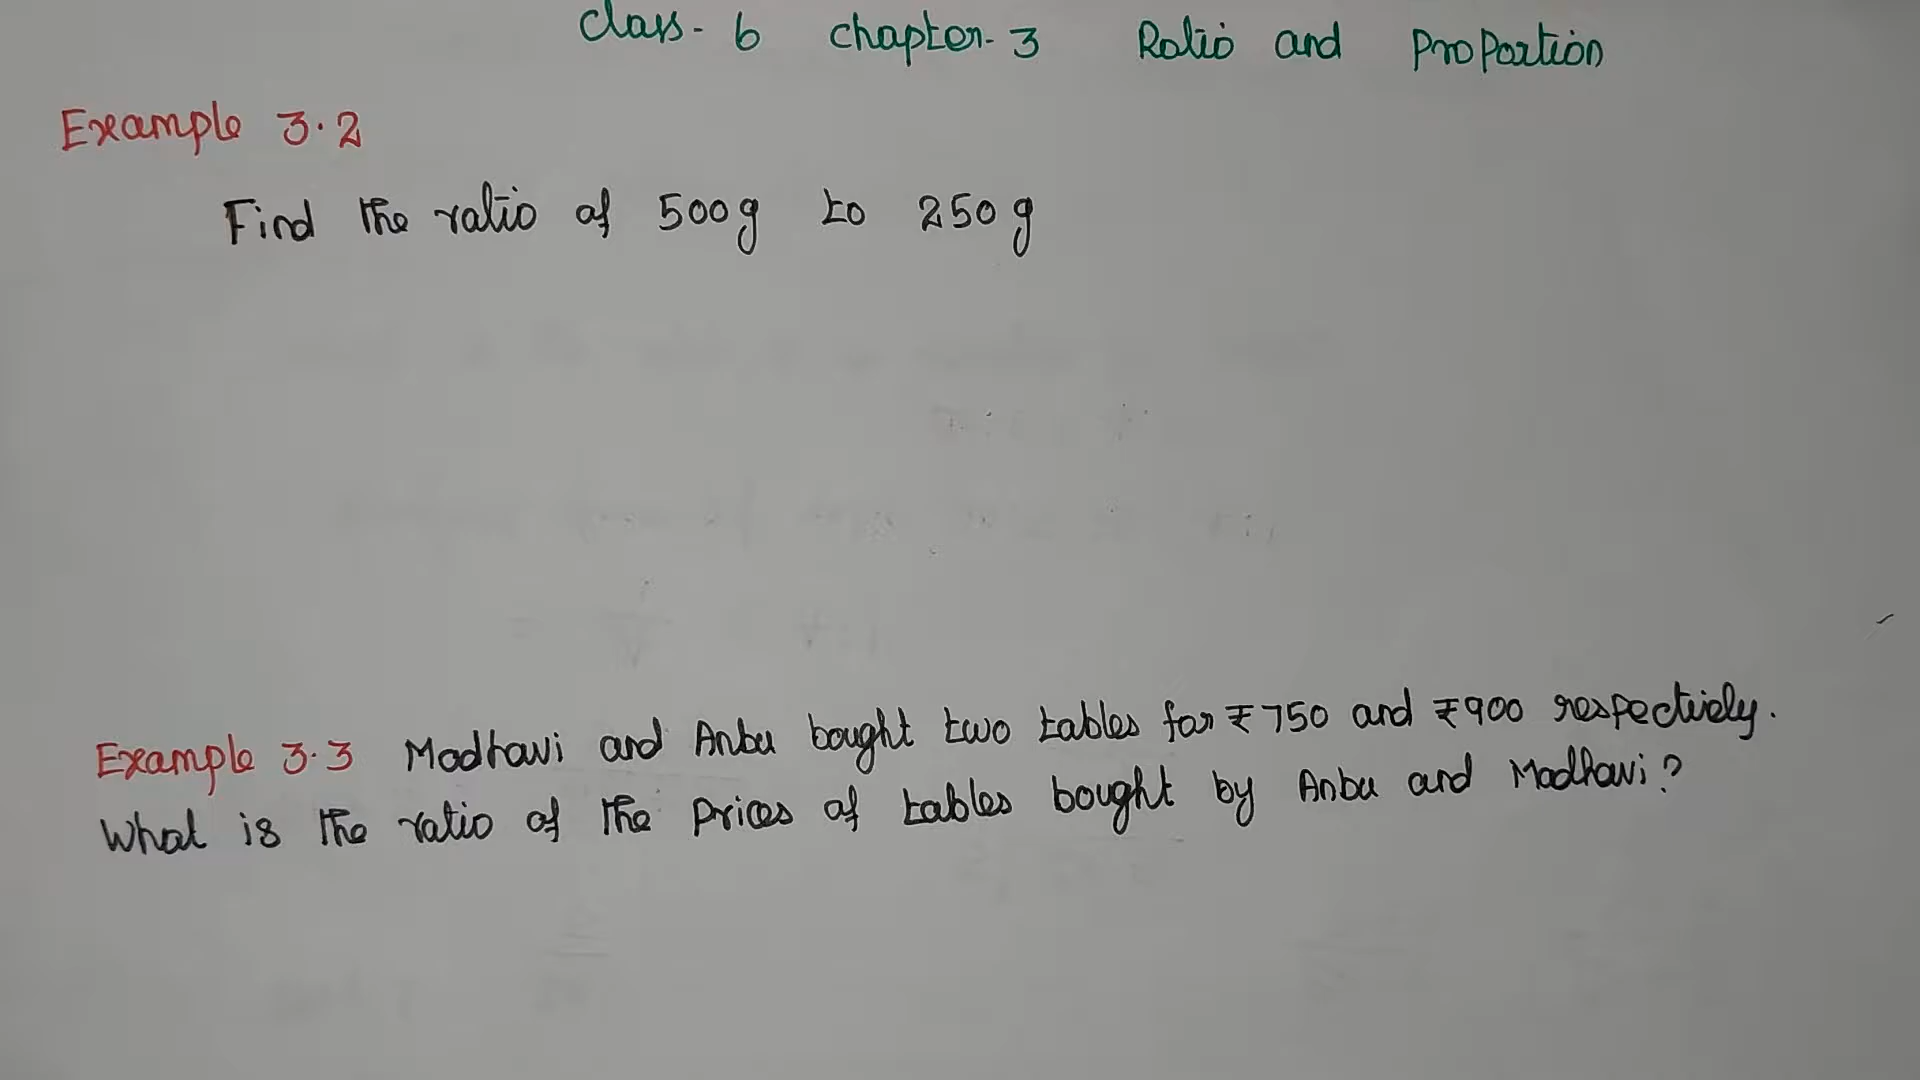 Class- 6 chapter- 3 Ratio and Proportion
Example 3.2
Find the ratio of 500g to 250g
Example 3.3 Madhavi and Anbu bought two tables for ₹750 and ₹900 respectively.
What is the ratio of the Prices of tables bought by Anbu and Madhavi?